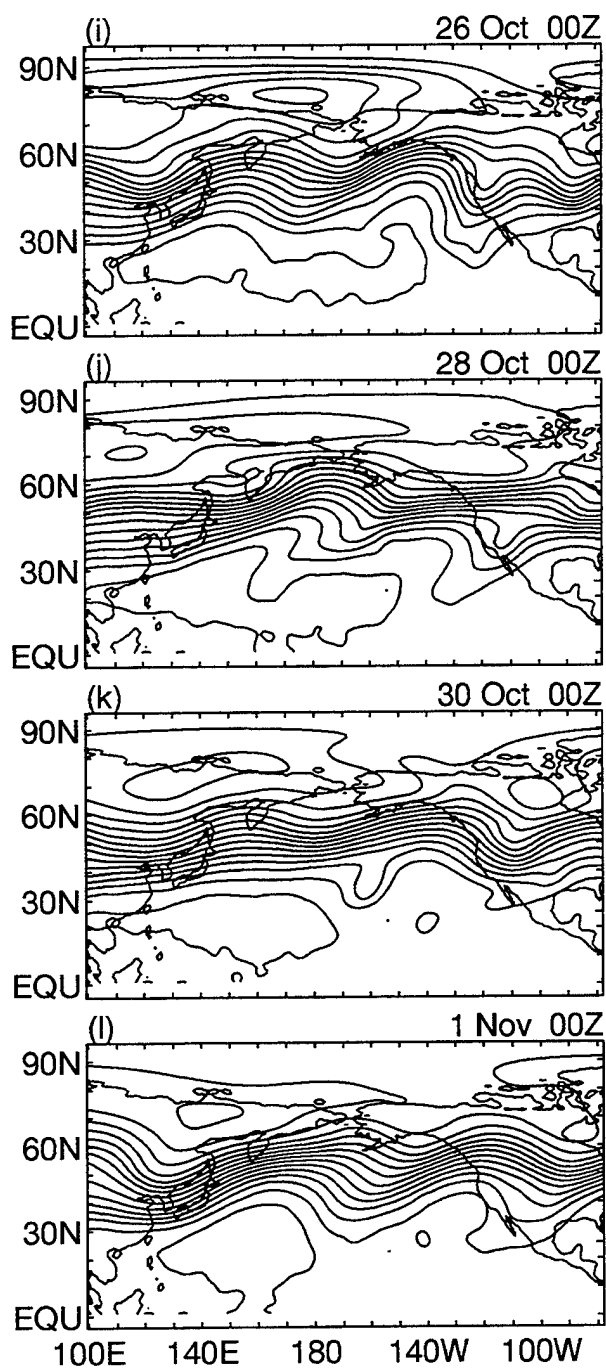 (i) 26 Oct 00Z
90N
60N
30N
EQU
(j) 28 Oct 00Z
90N
60N
30N
EQU
(k) 30 Oct 00Z
90N
60N
30N
EQU
(l) 1 Nov 00Z
90N
60N
30N
EQU
100E 140E 180 140W 100W